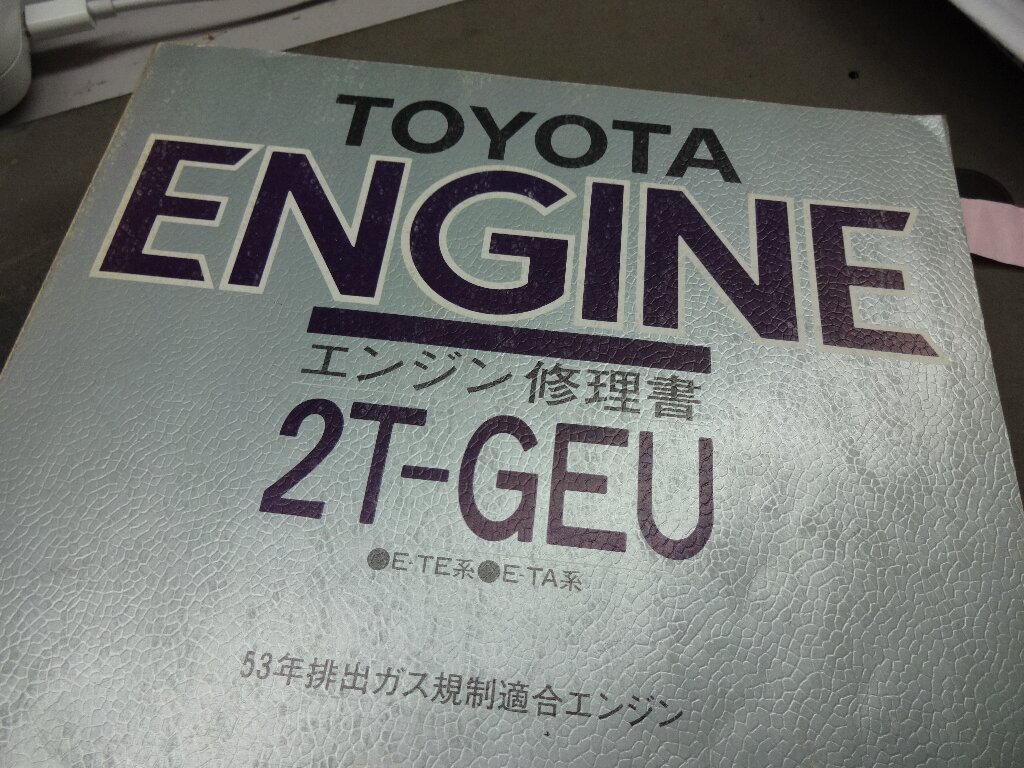 TOYOTA
ENGINE
エンジン修理書
2T-GEU
●E-TE系●E-TA系
53年排出ガス規制適合エンジン